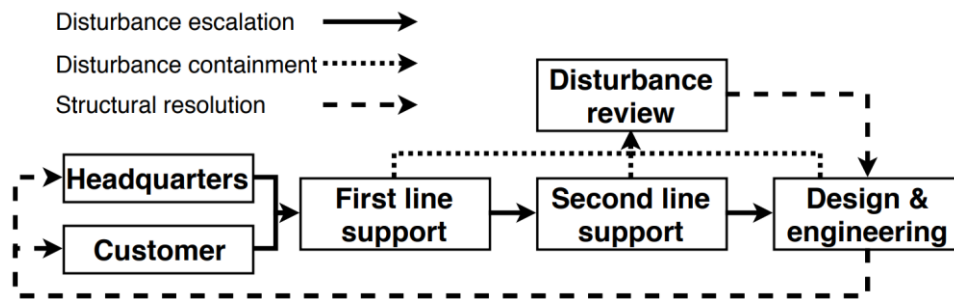 Disturbance escalation
Disturbance containment
Structural resolution
Disturbance
review
Headquarters
Customer
First line
support
Second line
support
Design &
engineering